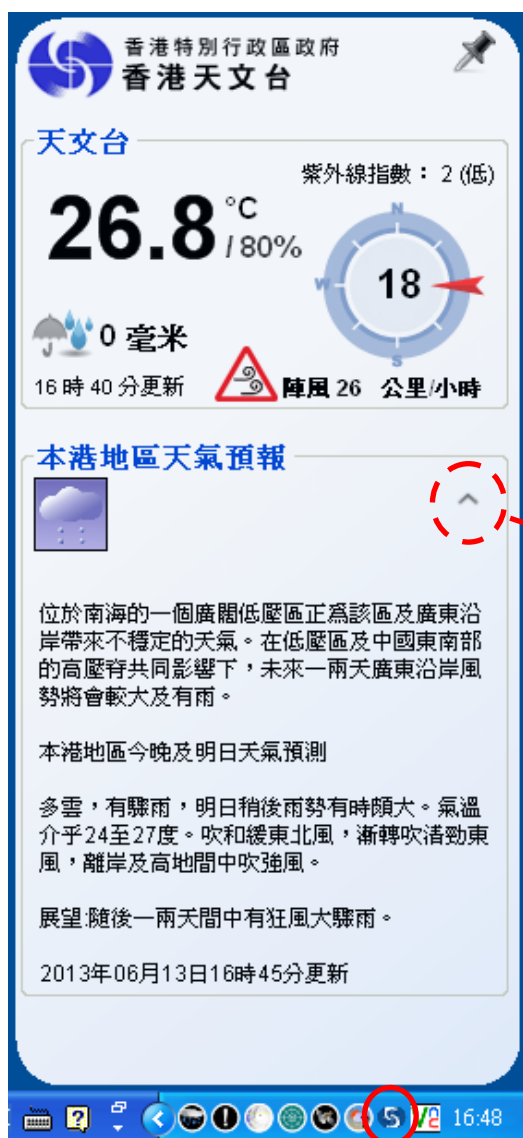 香港特別行政區政府
香港天文台
天文台
紫外線指數： 2 (低)
26.8 °C / 80%
N
W 18
S
0 毫米
16 時 40 分更新
陣風 26 公里/小時
本港地區天氣預報
位於南海的一個廣闊低壓區正為該區及廣東沿
岸帶來不穩定的天氣。在低壓區及中國東南部
的高壓脊共同影響下，未來一兩天廣東沿岸風
勢將會較大及有雨。
本港地區今晚及明日天氣預測
多雲，有驟雨，明日稍後雨勢有時頗大。氣溫
介乎24至27度。吹和緩東北風，漸轉吹清勁東
風，離岸及高地間中吹強風。
展望:隨後一兩天間中有狂風大驟雨。
2013年06月13日16時45分更新
16:48